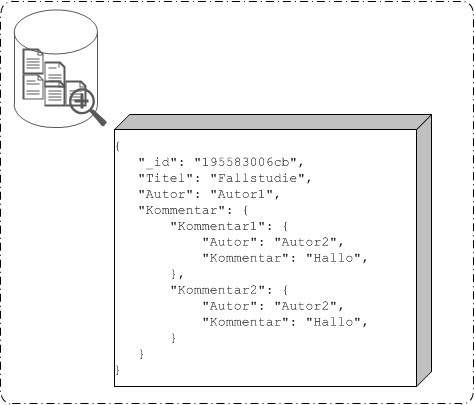 {
"_id": "195583006cb",
"Titel": "Fallstudie",
"Autor": "Autor1",
"Kommentar": {
"Kommentar1": {
"Autor": "Autor2",
"Kommentar": "Hallo",
},
"Kommentar2": {
"Autor": "Autor2",
"Kommentar": "Hallo",
}
}
}